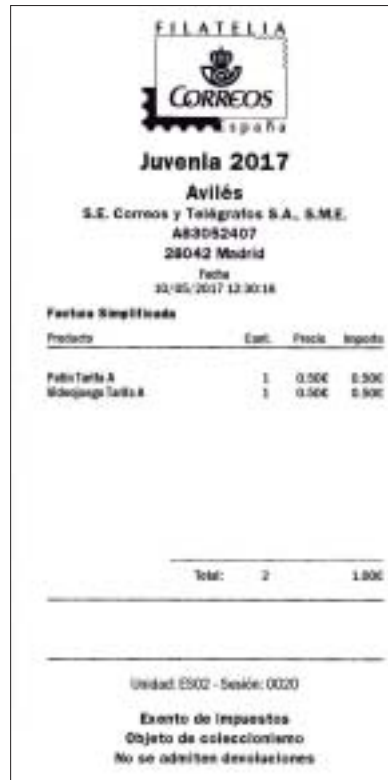 FILATELIA
CORREOS
España
Juvenia 2017
Avilés
S.E. Correos y Telégrafos S.A., S.M.E.
A83052407
28042 Madrid
Fecha
10/05/2017 12:30:16
Factura Simplificada
Producto Cant. Precio Importe
Patín Tarifa A 1 0.50€ 0.50€
Videojuego Tarifa A 1 0.50€ 0.50€
Total: 2 1.00€
Unidad: ES02 - Sesión: 0020
Exento de Impuestos
Objeto de coleccionismo
No se admiten devoluciones